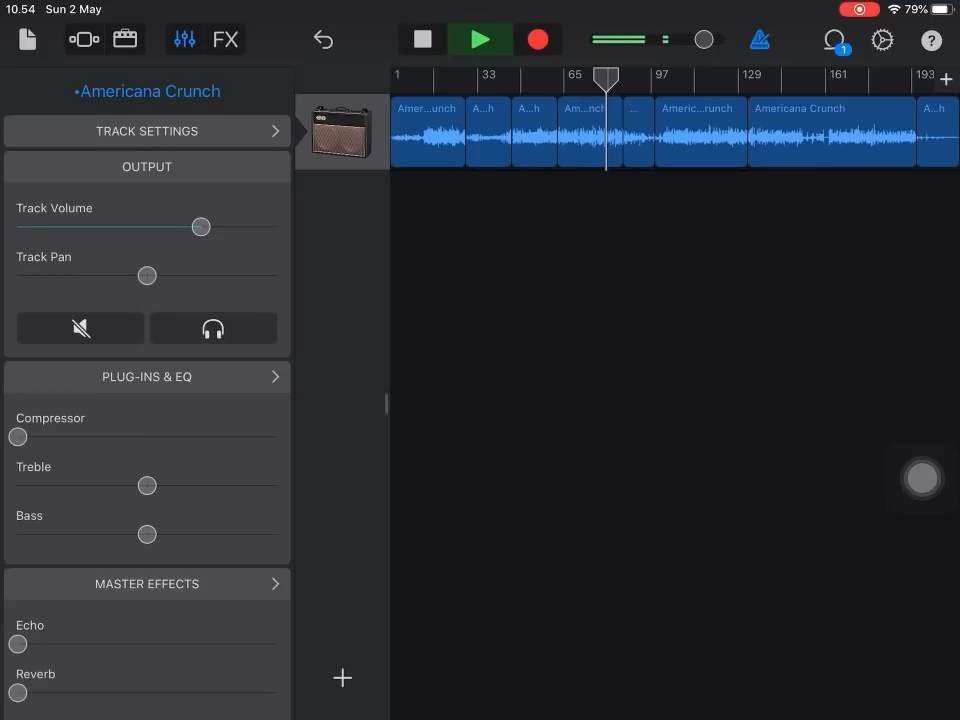 10.54 Sun 2 May
79%
FX
1
?
•Americana Crunch
TRACK SETTINGS
OUTPUT
Track Volume
Track Pan
PLUG-INS & EQ
Compressor
Treble
Bass
MASTER EFFECTS
Echo
Reverb
1 33 65 97 129 161 193
Amer...unch A...h A...h Am...nch ... Americ...runch Americana Crunch A...h